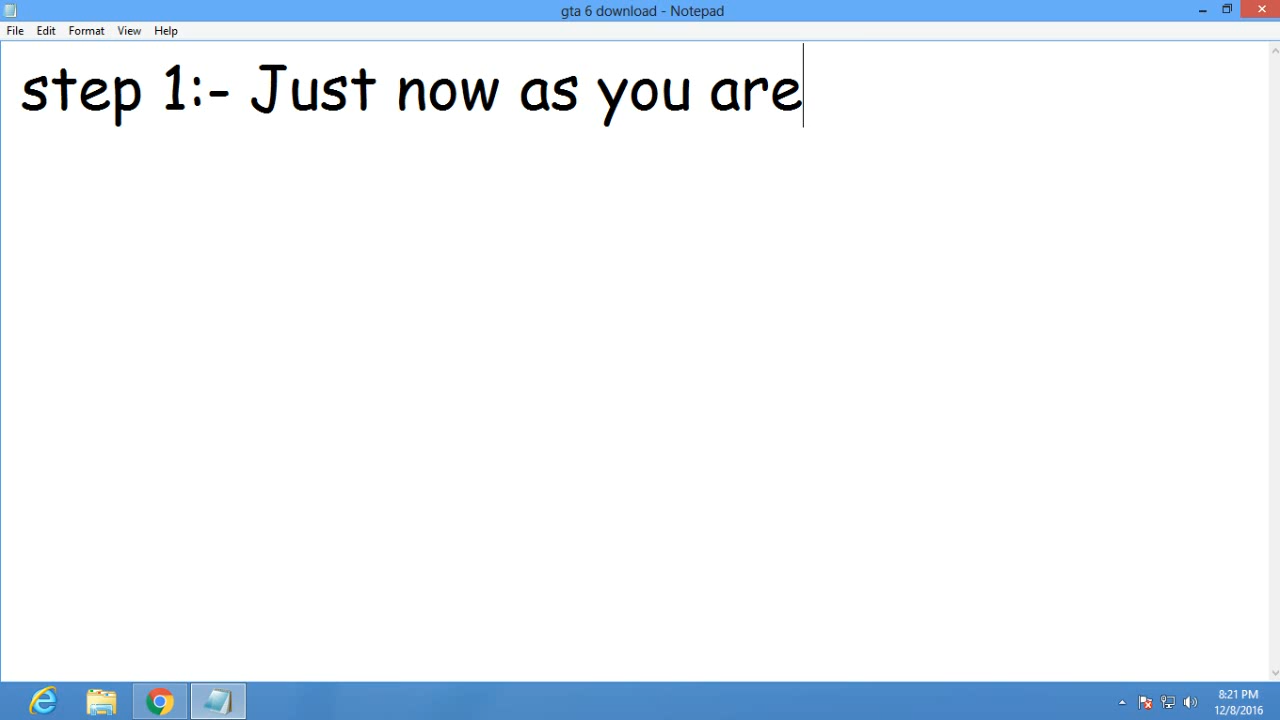 gta 6 download - Notepad
File Edit Format View Help
step 1:- Just now as you are
8:21 PM
12/8/2016